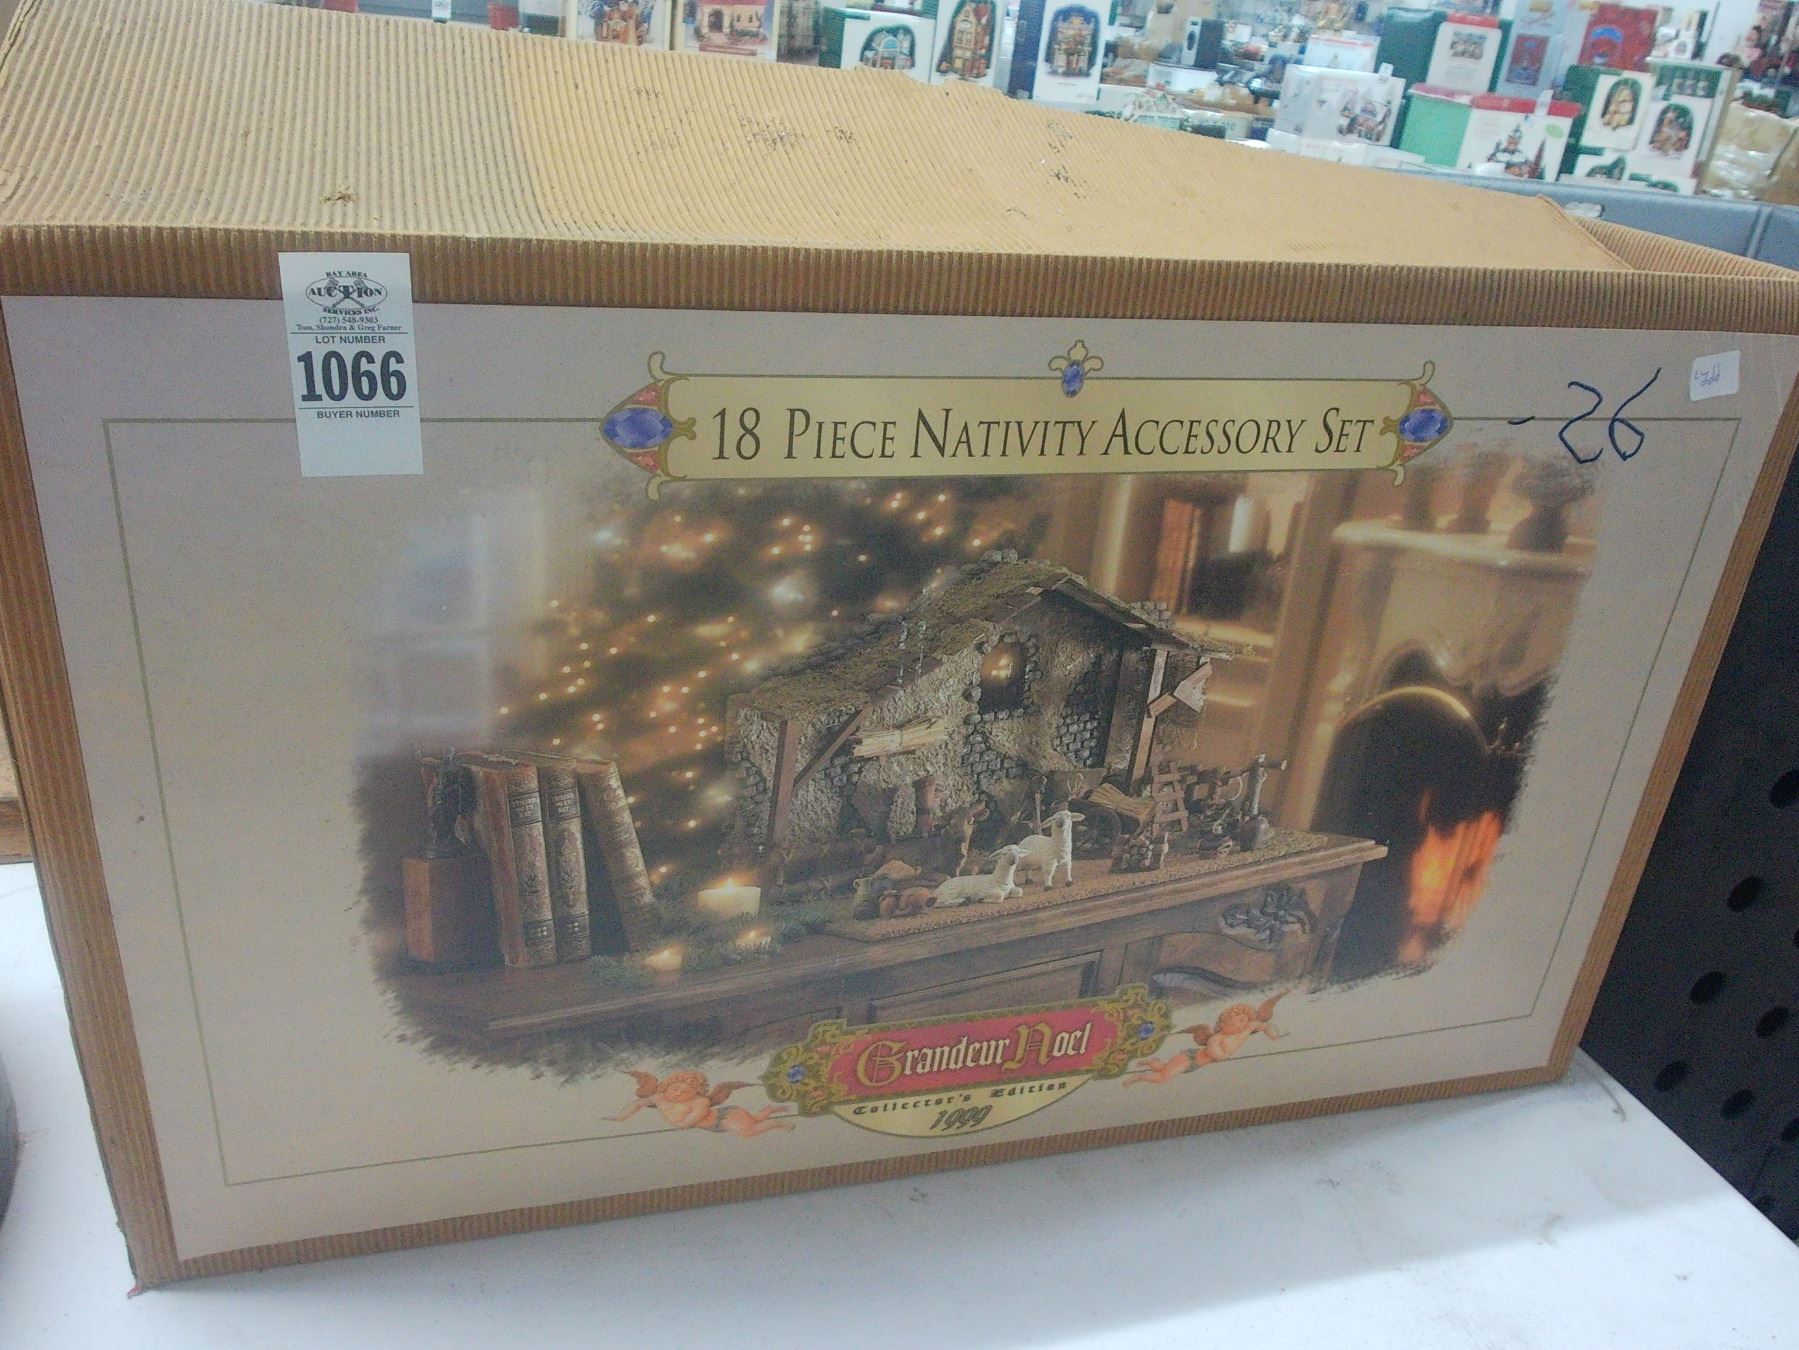 BAY AREA
AUCTION
SERVICES INC.
(727) 548-9303
Tom, Shondra & Greg Farner
LOT NUMBER
1066
BUYER NUMBER
18 PIECE NATIVITY ACCESSORY SET
-26
Grandeur Noel
Collector's Edition
1999